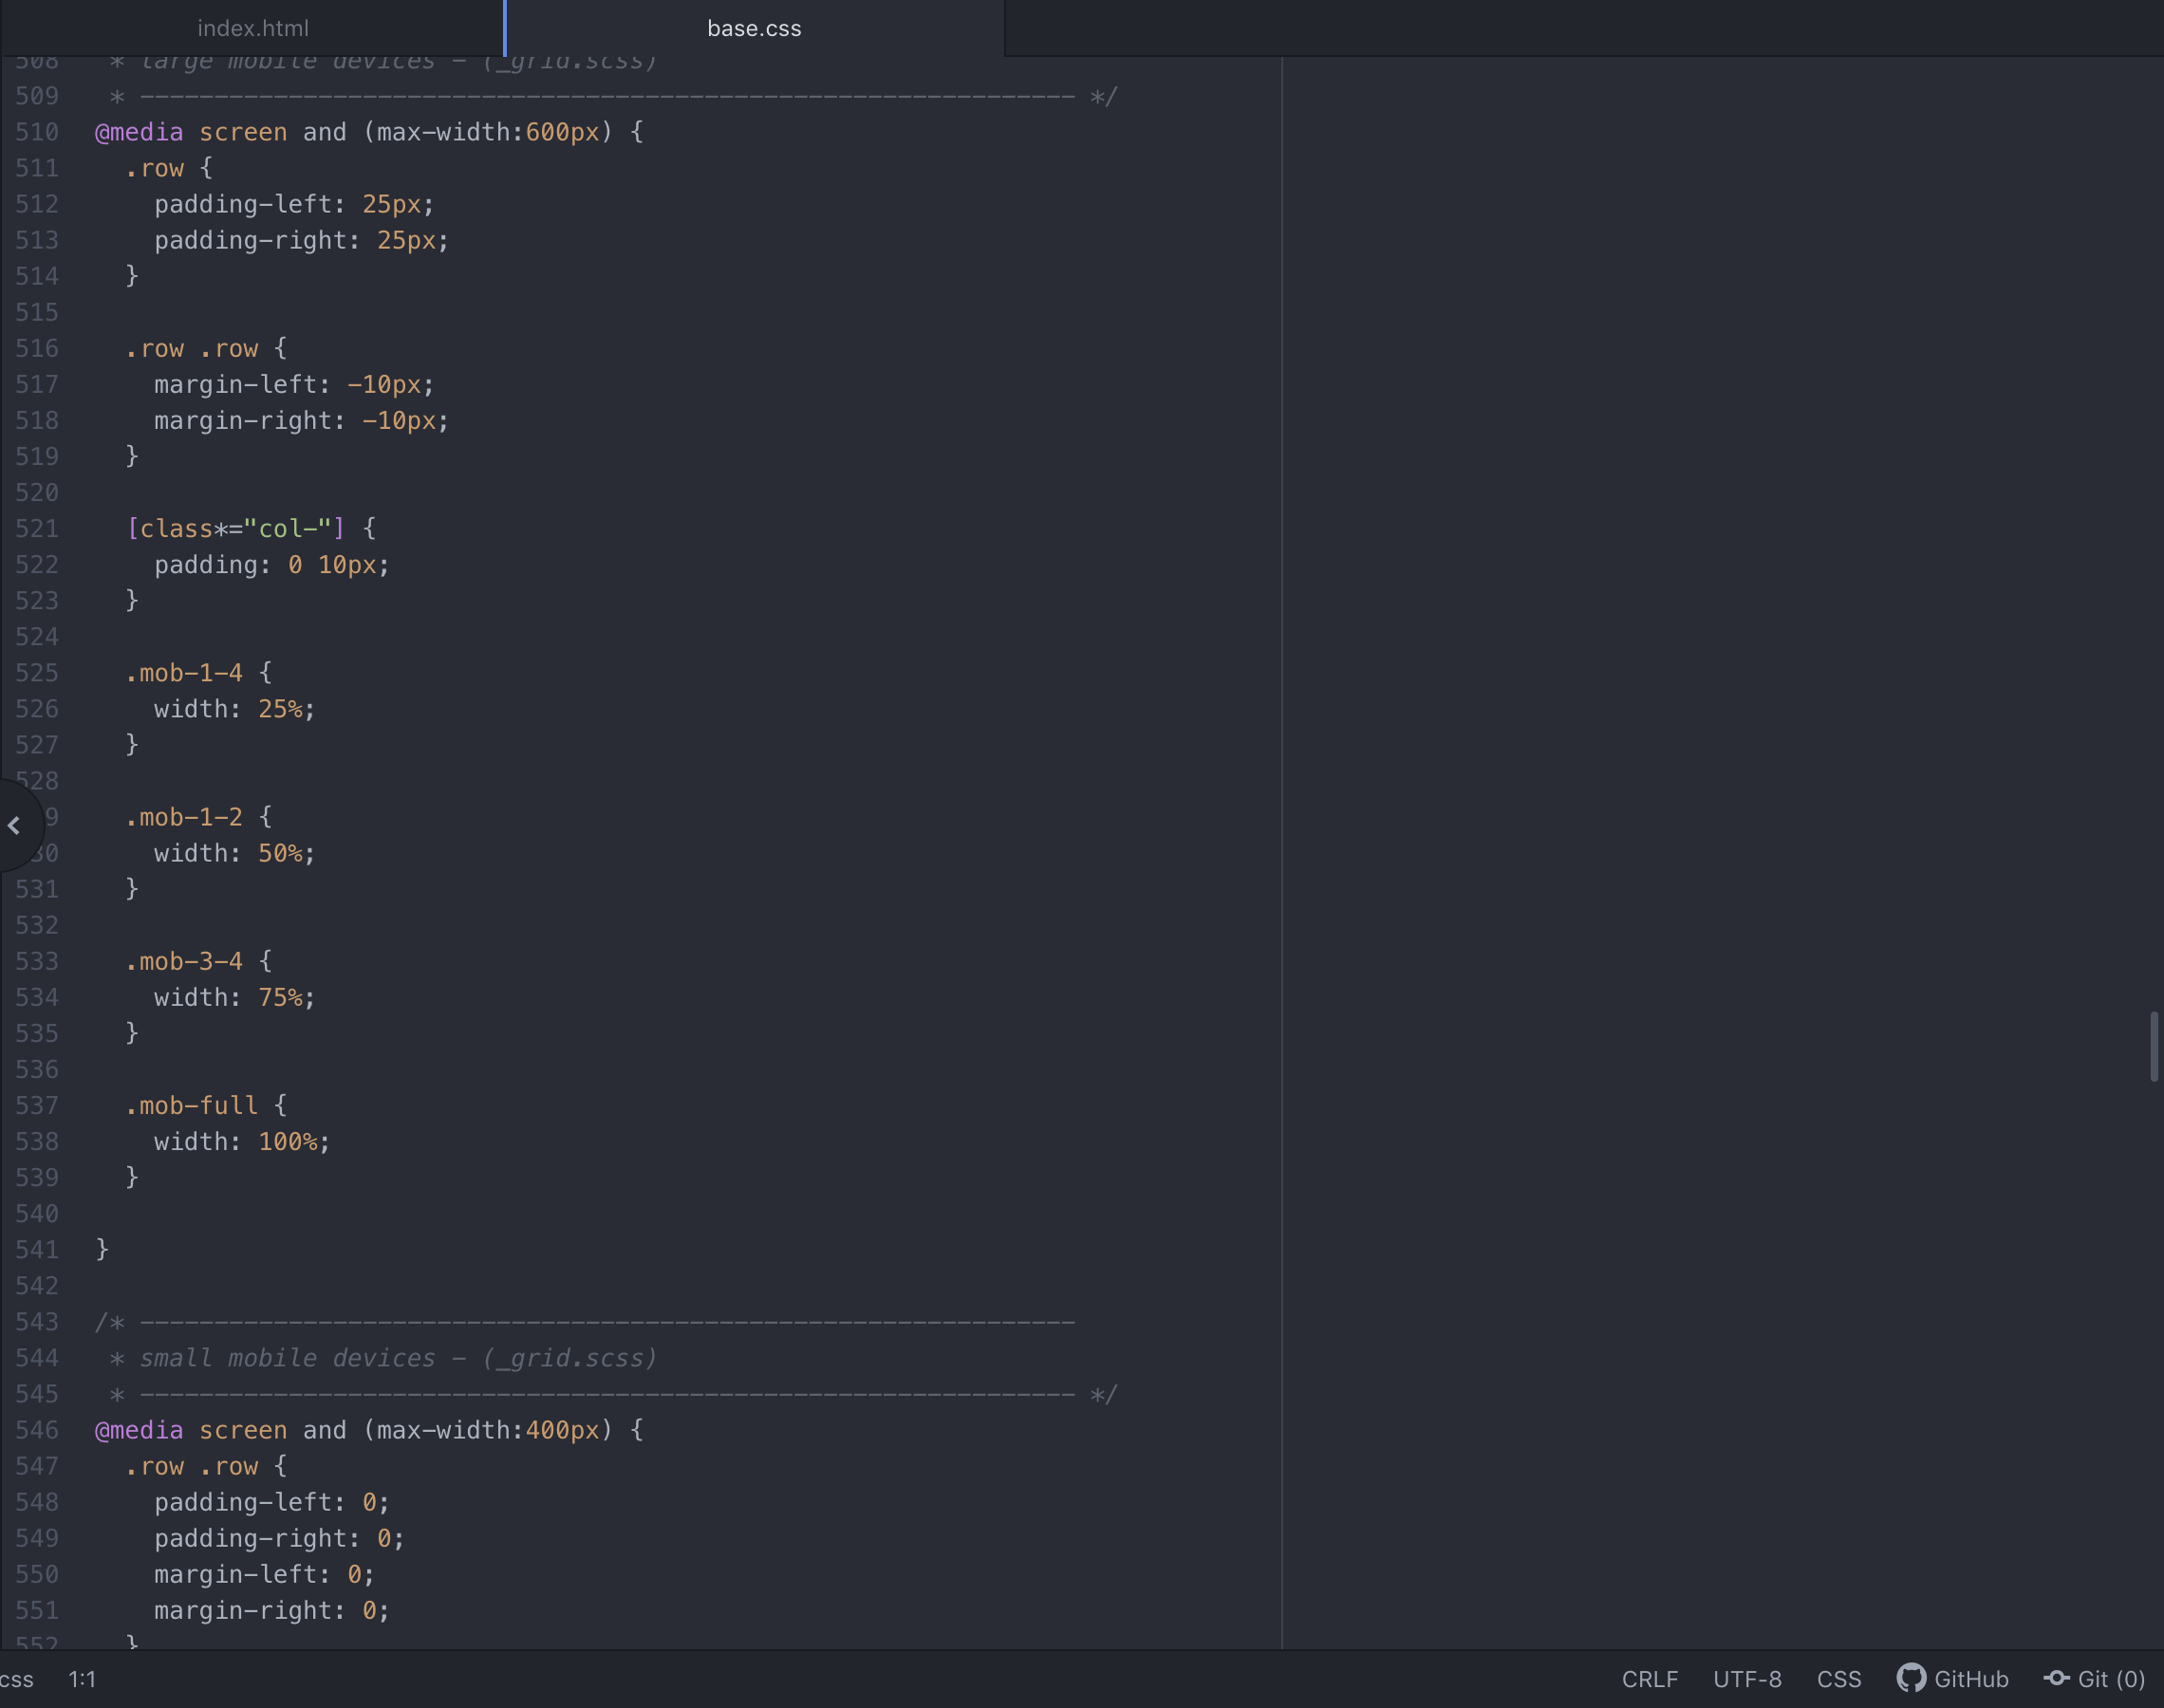 index.html
base.css
508 * large mobile devices - (_grid.scss)
509 * --------------------------------------------------------------- */
510 @media screen and (max-width:600px) {
511 .row {
512 padding-left: 25px;
513 padding-right: 25px;
514 }
515
516 .row .row {
517 margin-left: -10px;
518 margin-right: -10px;
519 }
520
521 [class*="col-"] {
522 padding: 0 10px;
523 }
524
525 .mob-1-4 {
526 width: 25%;
527 }
528
9 .mob-1-2 {
30 width: 50%;
531 }
532
533 .mob-3-4 {
534 width: 75%;
535 }
536
537 .mob-full {
538 width: 100%;
539 }
540
541 }
542
543 /* ---------------------------------------------------------------
544 * small mobile devices - (_grid.scss)
545 * --------------------------------------------------------------- */
546 @media screen and (max-width:400px) {
547 .row .row {
548 padding-left: 0;
549 padding-right: 0;
550 margin-left: 0;
551 margin-right: 0;
552 }
css 1:1 CRLF UTF-8 CSS GitHub Git (0)